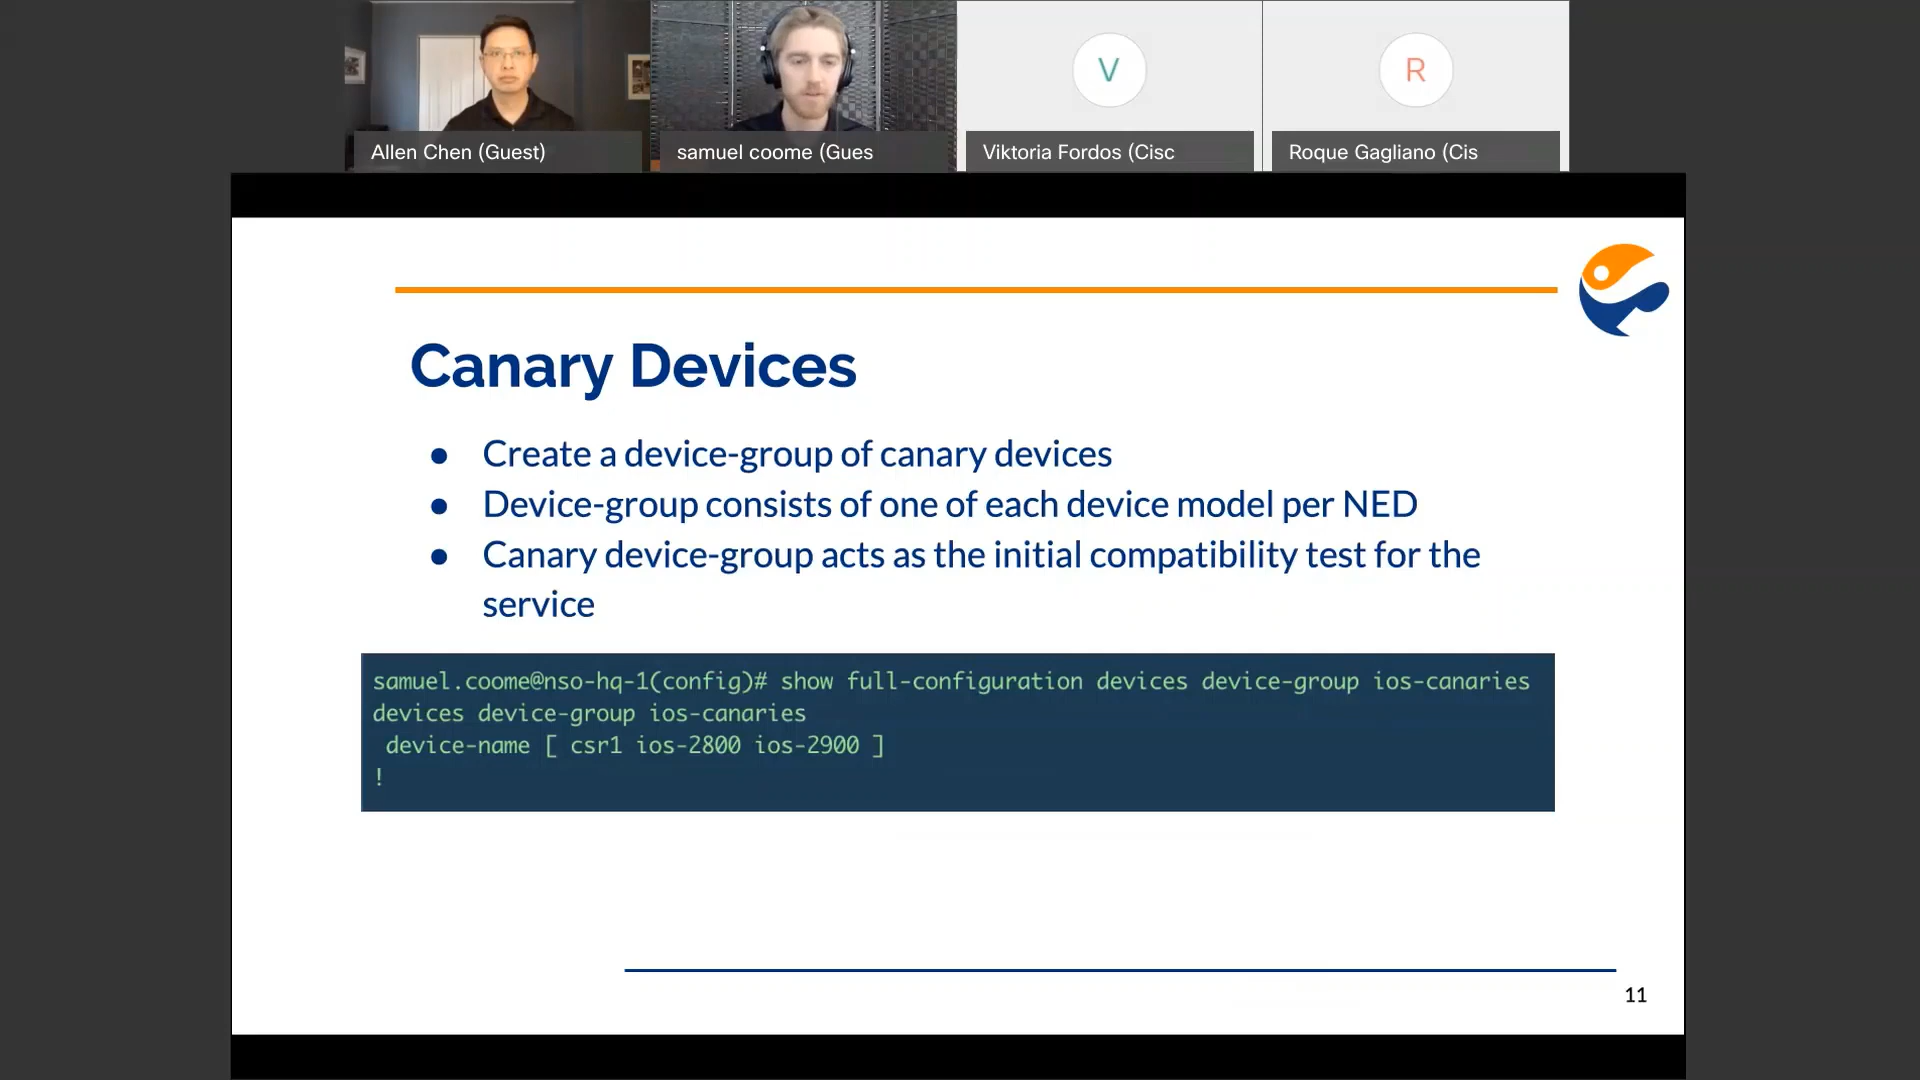 Allen Chen (Guest)
samuel coome (Gues
V
Viktoria Fordos (Cisc
R
Roque Gagliano (Cis
Canary Devices
● Create a device-group of canary devices
● Device-group consists of one of each device model per NED
● Canary device-group acts as the initial compatibility test for the
service
samuel.coome@nso-hq-1(config)# show full-configuration devices device-group ios-canaries
devices device-group ios-canaries
device-name [ csr1 ios-2800 ios-2900 ]
!
11